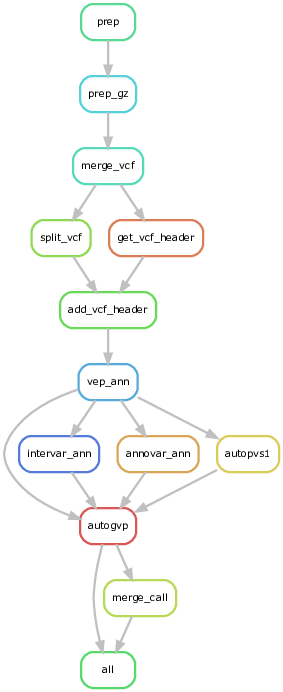 prep
prep_gz
merge_vcf
split_vcf
get_vcf_header
add_vcf_header
vep_ann
intervar_ann
annovar_ann
autopvs1
autogvp
merge_call
all